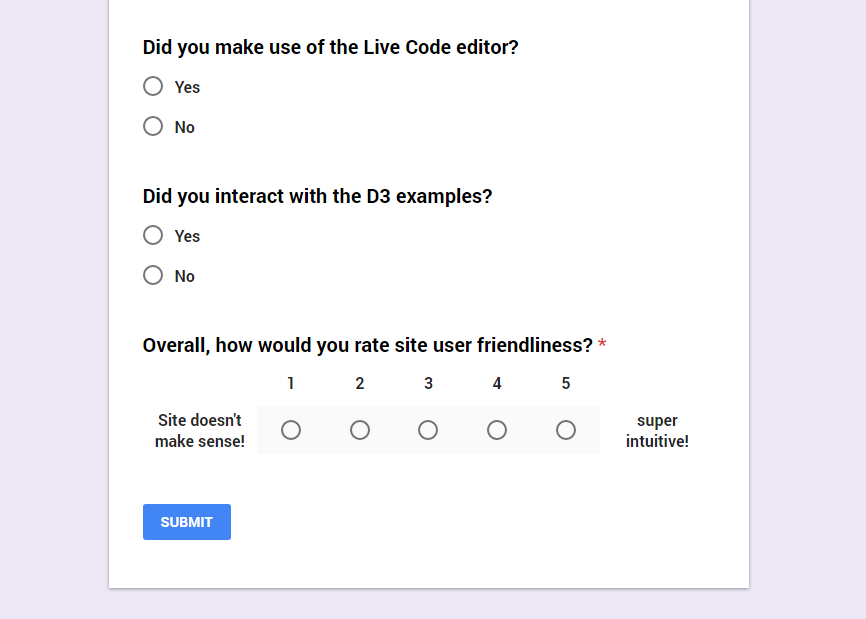 Did you make use of the Live Code editor?
Yes
No
Did you interact with the D3 examples?
Yes
No
Overall, how would you rate site user friendliness? *
1 2 3 4 5
Site doesn't
make sense!
super
intuitive!
SUBMIT